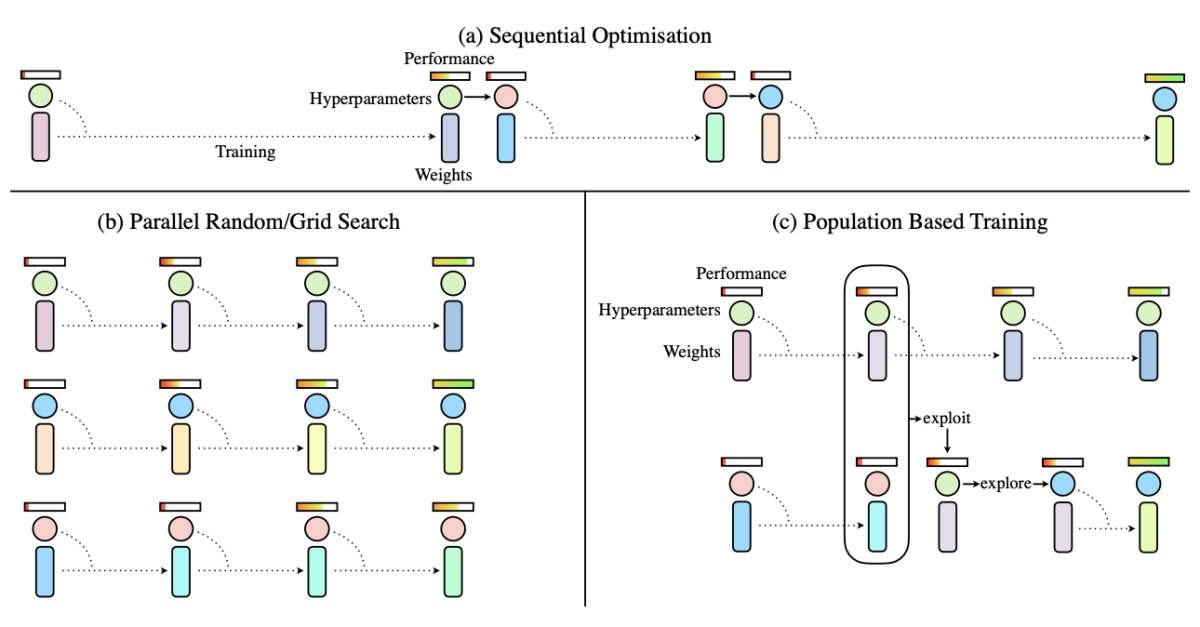 (a) Sequential Optimisation
Performance
Hyperparameters
Training
Weights
(b) Parallel Random/Grid Search
(c) Population Based Training
Performance
Hyperparameters
Weights
exploit
explore